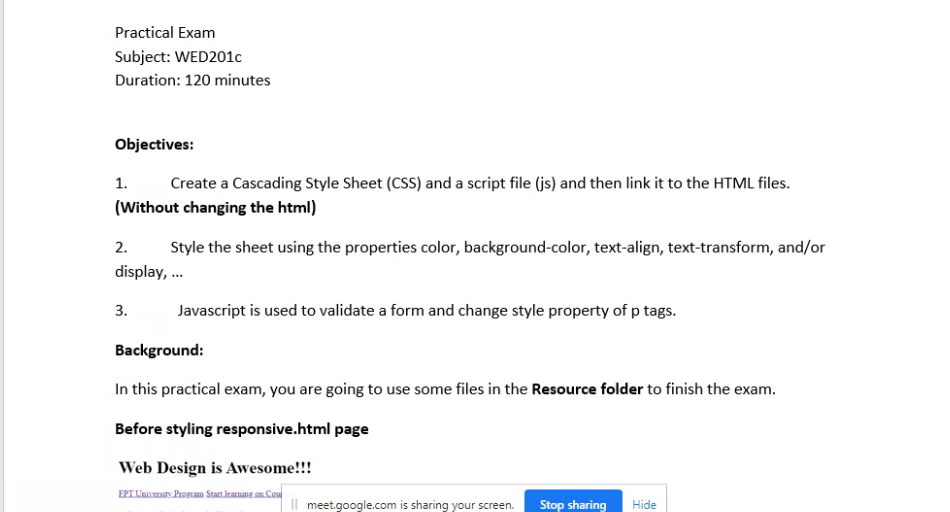 Practical Exam
Subject: WED201c
Duration: 120 minutes
Objectives:
1. Create a Cascading Style Sheet (CSS) and a script file (js) and then link it to the HTML files.
(Without changing the html)
2. Style the sheet using the properties color, background-color, text-align, text-transform, and/or
display, ...
3. Javascript is used to validate a form and change style property of p tags.
Background:
In this practical exam, you are going to use some files in the Resource folder to finish the exam.
Before styling responsive.html page
Web Design is Awesome!!!
FPT University Program Start learning on
meet.google.com is sharing your screen. Stop sharing Hide